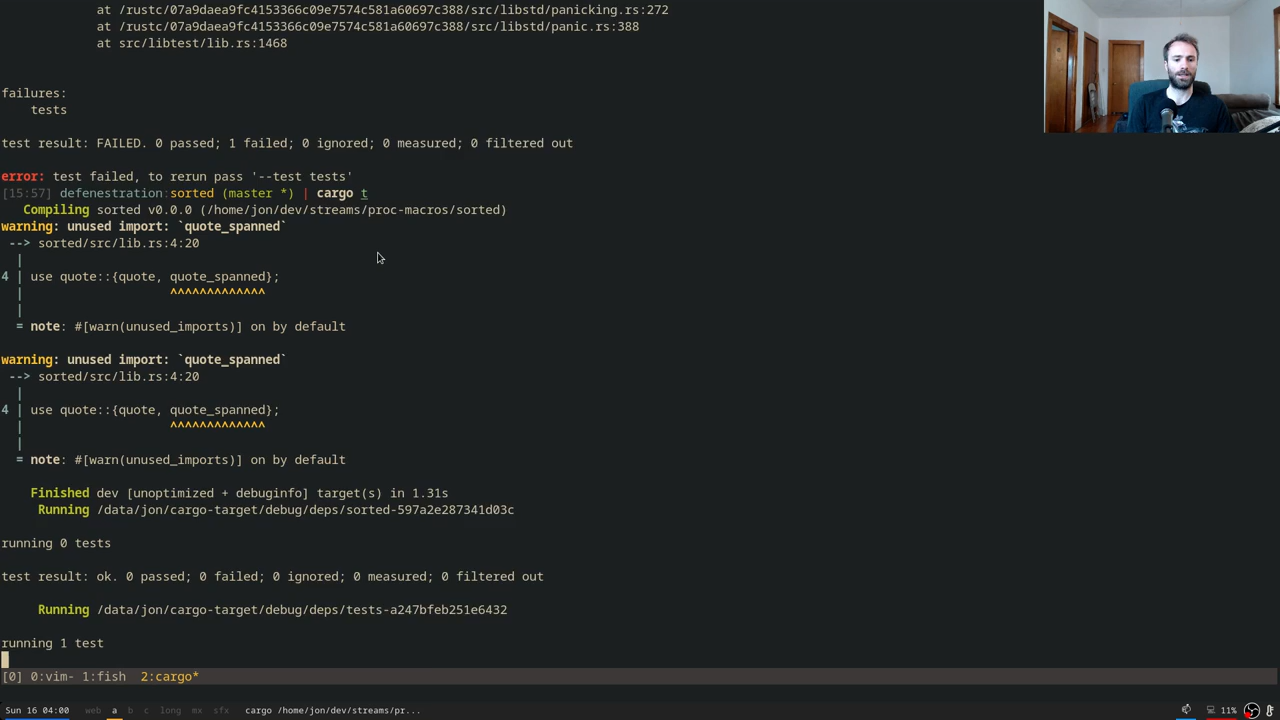 at /rustc/07a9daea9fc4153366c09e7574c581a60697c388/src/libstd/panicking.rs:272
at /rustc/07a9daea9fc4153366c09e7574c581a60697c388/src/libstd/panic.rs:388
at src/libtest/lib.rs:1468
failures:
tests
test result: FAILED. 0 passed; 1 failed; 0 ignored; 0 measured; 0 filtered out
error: test failed, to rerun pass '--test tests'
[15:57] defenestration:sorted (master *) | cargo t
Compiling sorted v0.0.0 (/home/jon/dev/streams/proc-macros/sorted)
warning: unused import: `quote_spanned`
--> sorted/src/lib.rs:4:20
|
4 | use quote::{quote, quote_spanned};
| ^^^^^^^^^^^^^
|
= note: #[warn(unused_imports)] on by default
warning: unused import: `quote_spanned`
--> sorted/src/lib.rs:4:20
|
4 | use quote::{quote, quote_spanned};
| ^^^^^^^^^^^^^
|
= note: #[warn(unused_imports)] on by default
Finished dev [unoptimized + debuginfo] target(s) in 1.31s
Running /data/jon/cargo-target/debug/deps/sorted-597a2e287341d03c
running 0 tests
test result: ok. 0 passed; 0 failed; 0 ignored; 0 measured; 0 filtered out
Running /data/jon/cargo-target/debug/deps/tests-a247bfeb251e6432
running 1 test
[0] 0:vim- 1:fish 2:cargo*
Sun 16 04:00 web a b c long mx sfx cargo /home/jon/dev/streams/pr... 11%